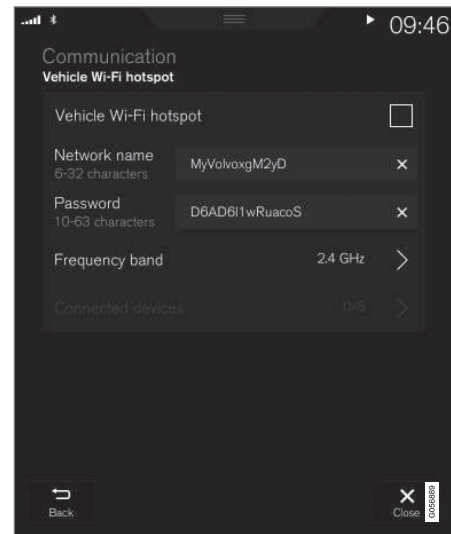 09:46
Communication
Vehicle Wi-Fi hotspot
Vehicle Wi-Fi hotspot
Network name
6-32 characters
MyVolvoxgM2yD
Password
10-63 characters
D6AD6l1wRuacoS
Frequency band
2.4 GHz
Connected devices
0/8
Back
Close
G056889